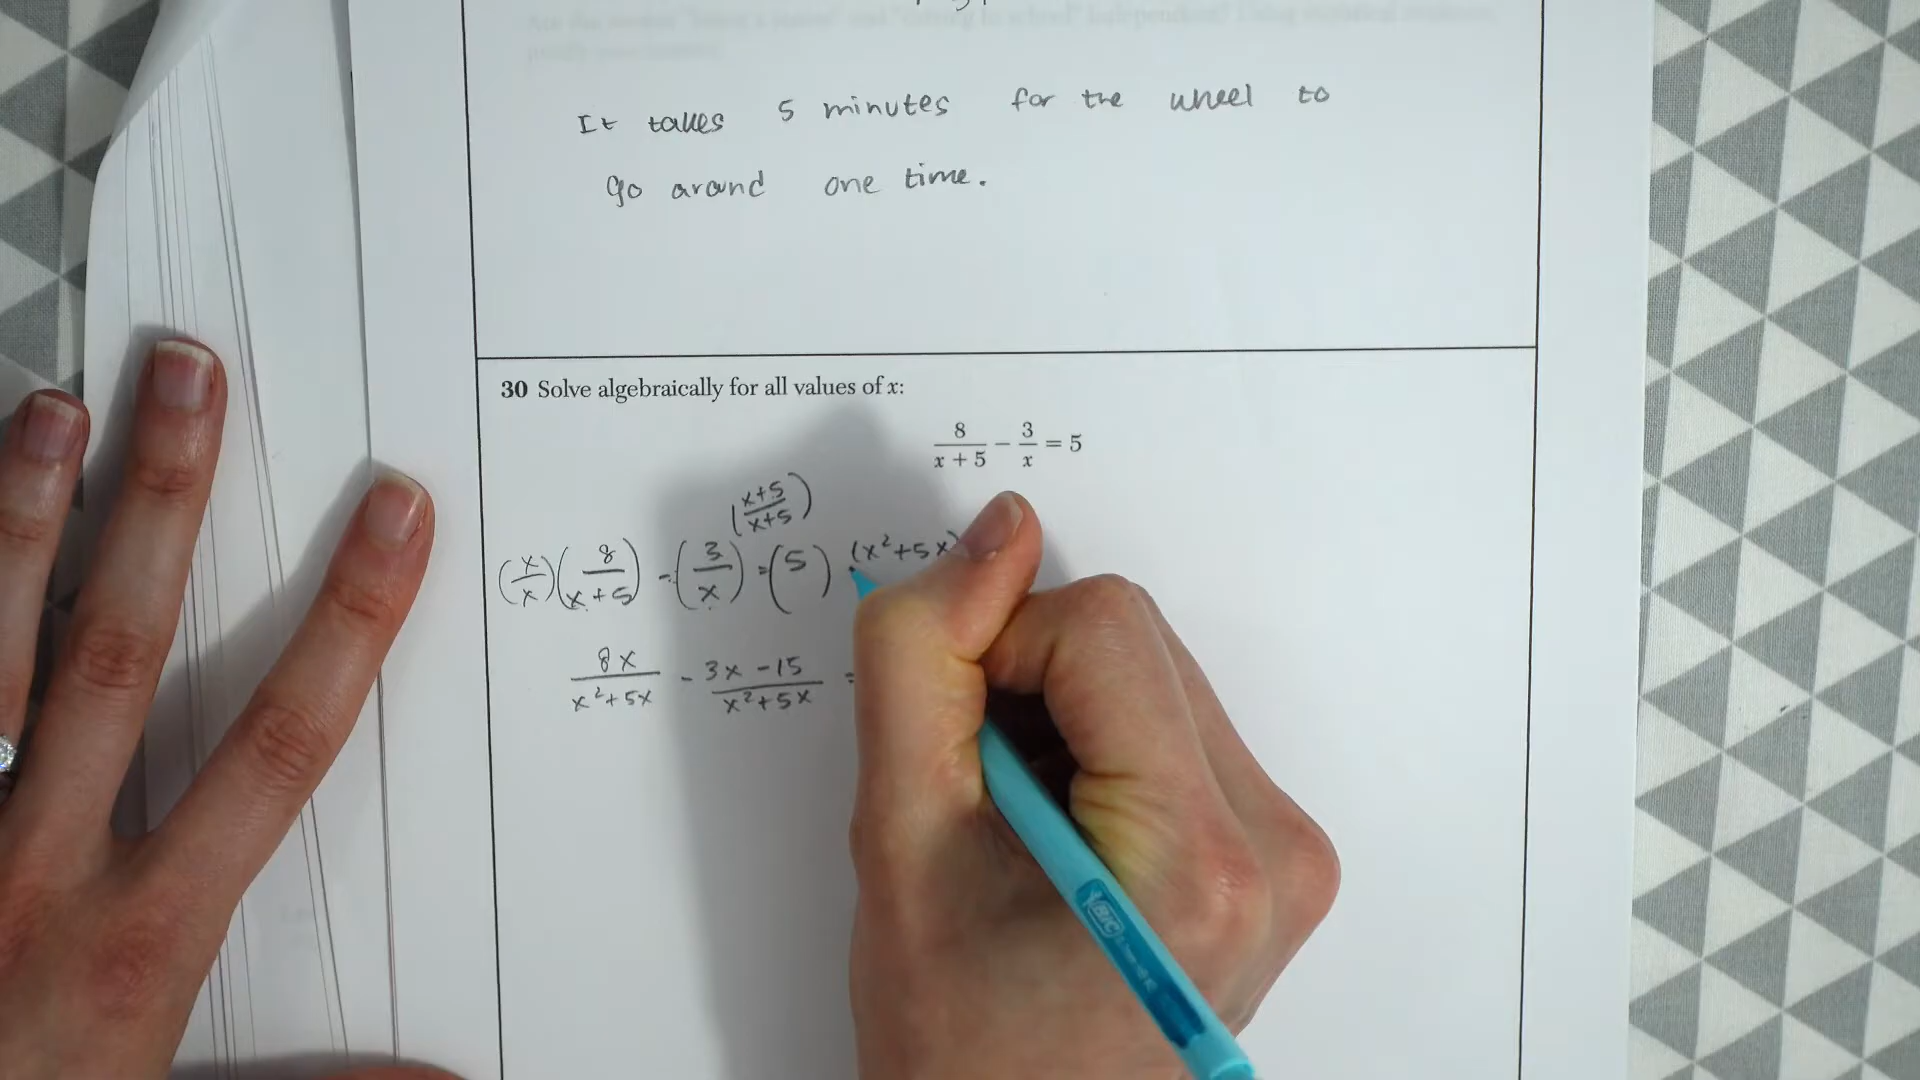 It takes 5 minutes for the wheel to
go around one time.
30 Solve algebraically for all values of x:
8/(x + 5) − 3/x = 5
((x+5)/(x+5))
(x/x)(8/(x+5)) - (3/x) = (5) (x²+5x)
8x/(x²+5x) - 3x -15/(x²+5x) =
BIC